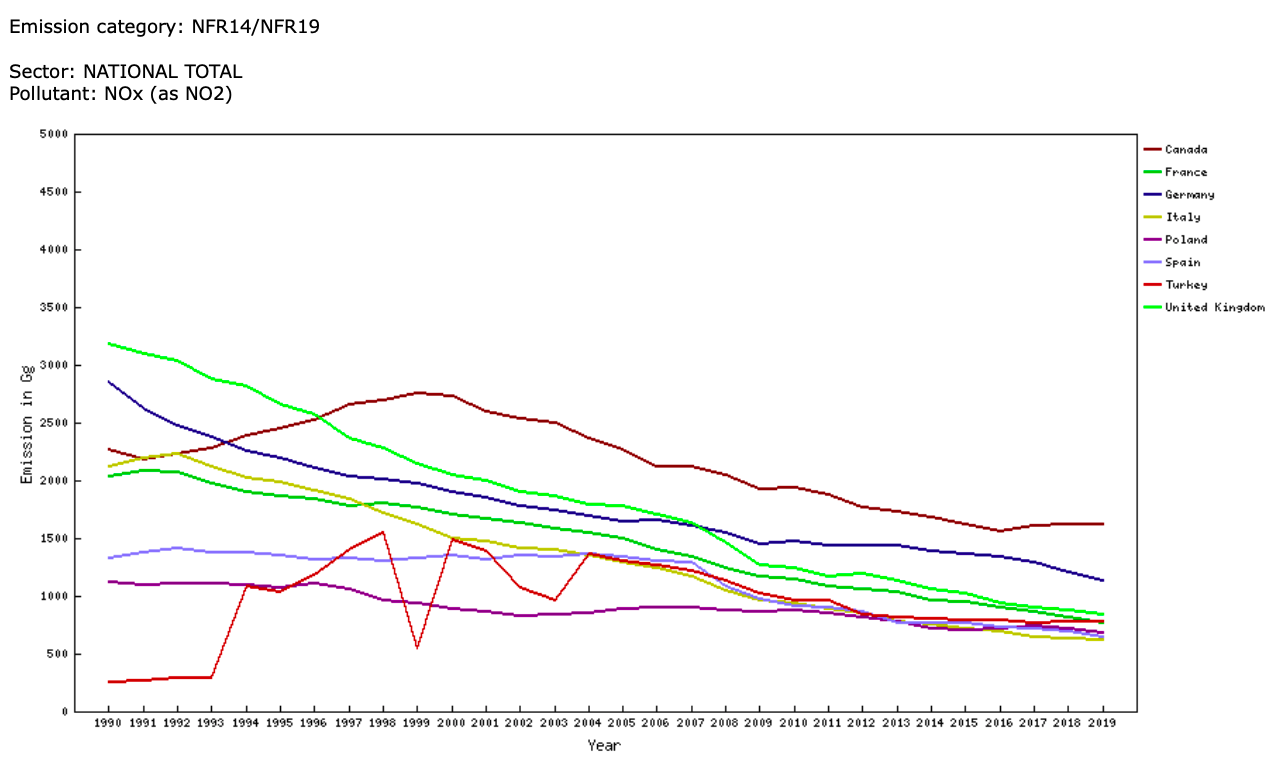 Emission category: NFR14/NFR19
Sector: NATIONAL TOTAL
Pollutant: NOx (as NO2)
5000
4500
4000
3500
3000
2500
2000
1500
1000
500
0
Emission in Gg
1990 1991 1992 1993 1994 1995 1996 1997 1998 1999 2000 2001 2002 2003 2004 2005 2006 2007 2008 2009 2010 2011 2012 2013 2014 2015 2016 2017 2018 2019
Year
Canada
France
Germany
Italy
Poland
Spain
Turkey
United Kingdom